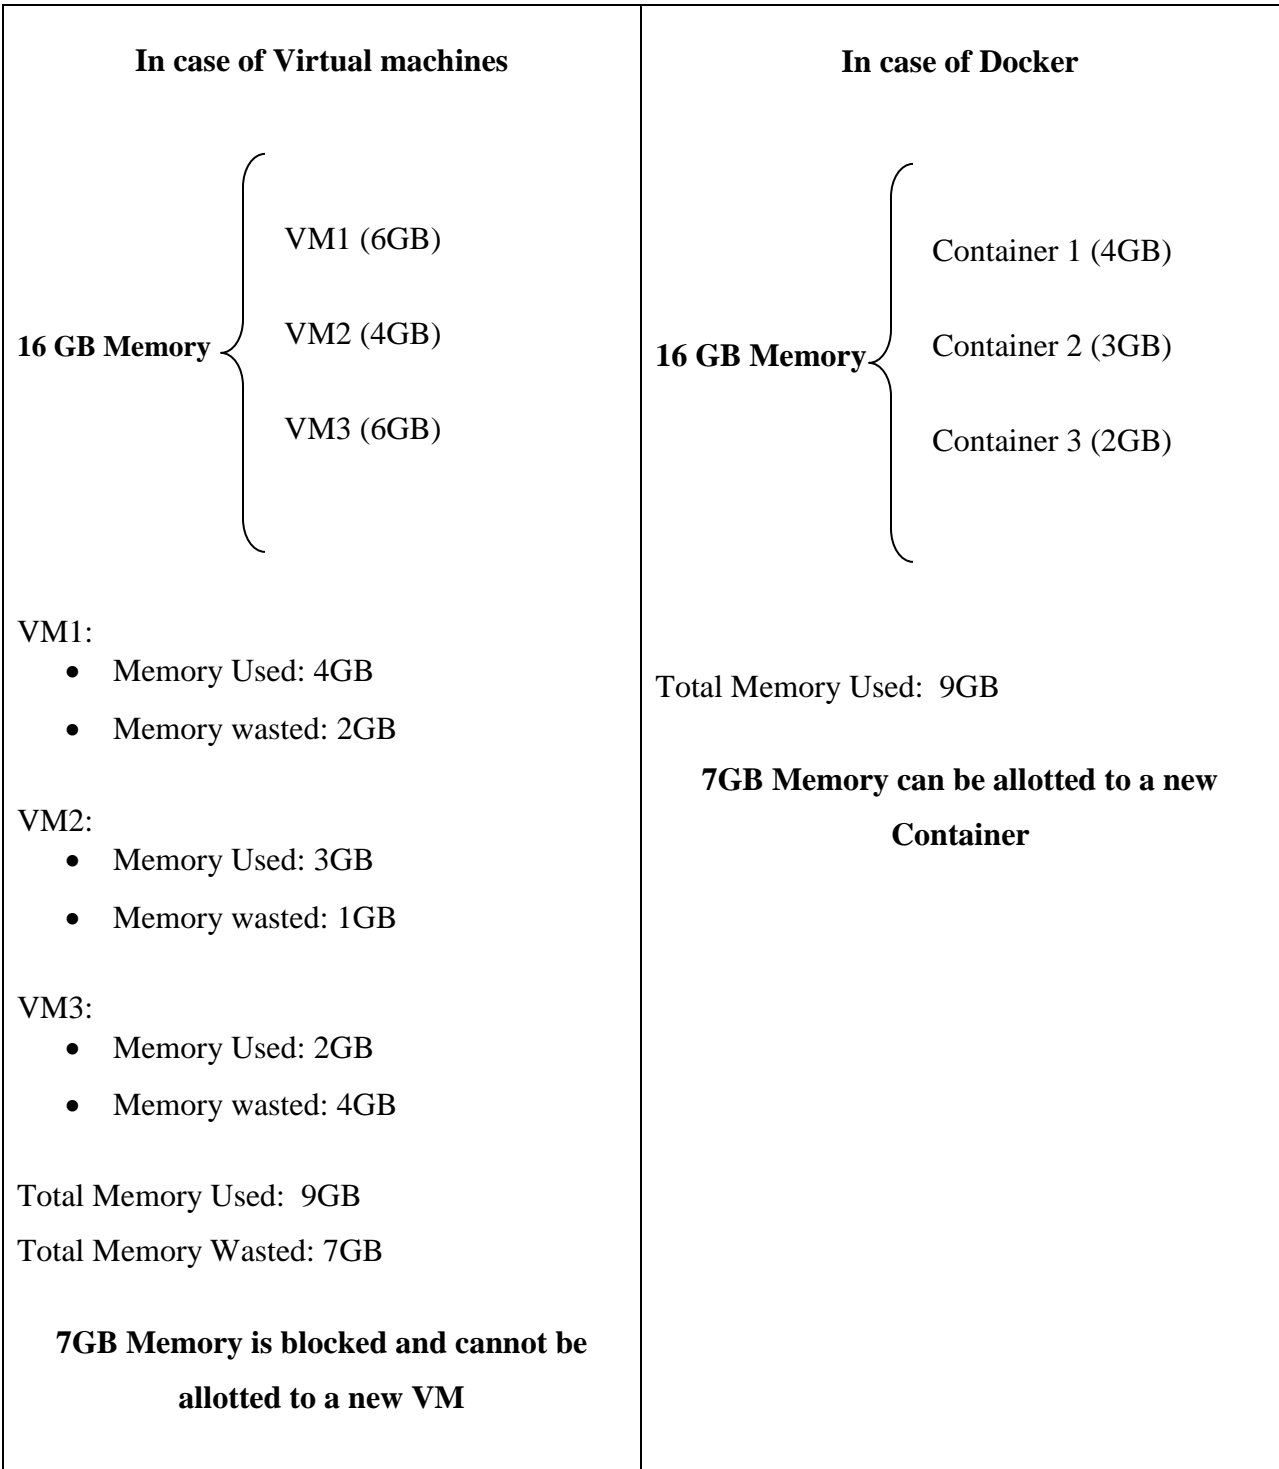 In case of Virtual machines
16 GB Memory
VM1 (6GB)
VM2 (4GB)
VM3 (6GB)
VM1:
• Memory Used: 4GB
• Memory wasted: 2GB
VM2:
• Memory Used: 3GB
• Memory wasted: 1GB
VM3:
• Memory Used: 2GB
• Memory wasted: 4GB
Total Memory Used: 9GB
Total Memory Wasted: 7GB
7GB Memory is blocked and cannot be
allotted to a new VM
In case of Docker
16 GB Memory
Container 1 (4GB)
Container 2 (3GB)
Container 3 (2GB)
Total Memory Used: 9GB
7GB Memory can be allotted to a new
Container